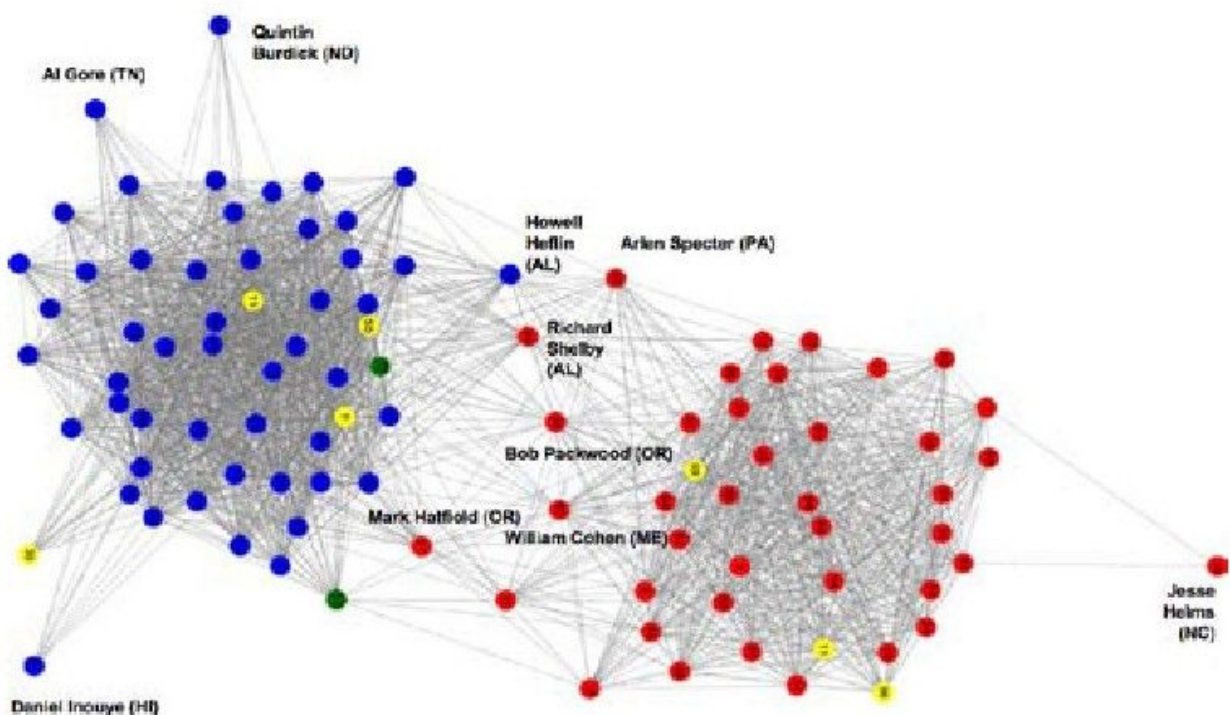 Quintin
Burdick (ND)
Al Gore (TN)
Howell
Heflin
(AL)
Arlen Specter (PA)
Richard
Shelby
(AL)
Bob Packwood (OR)
Mark Hatfield (OR)
William Cohen (ME)
Jesse
Helms
(NC)
Daniel Inouye (HI)